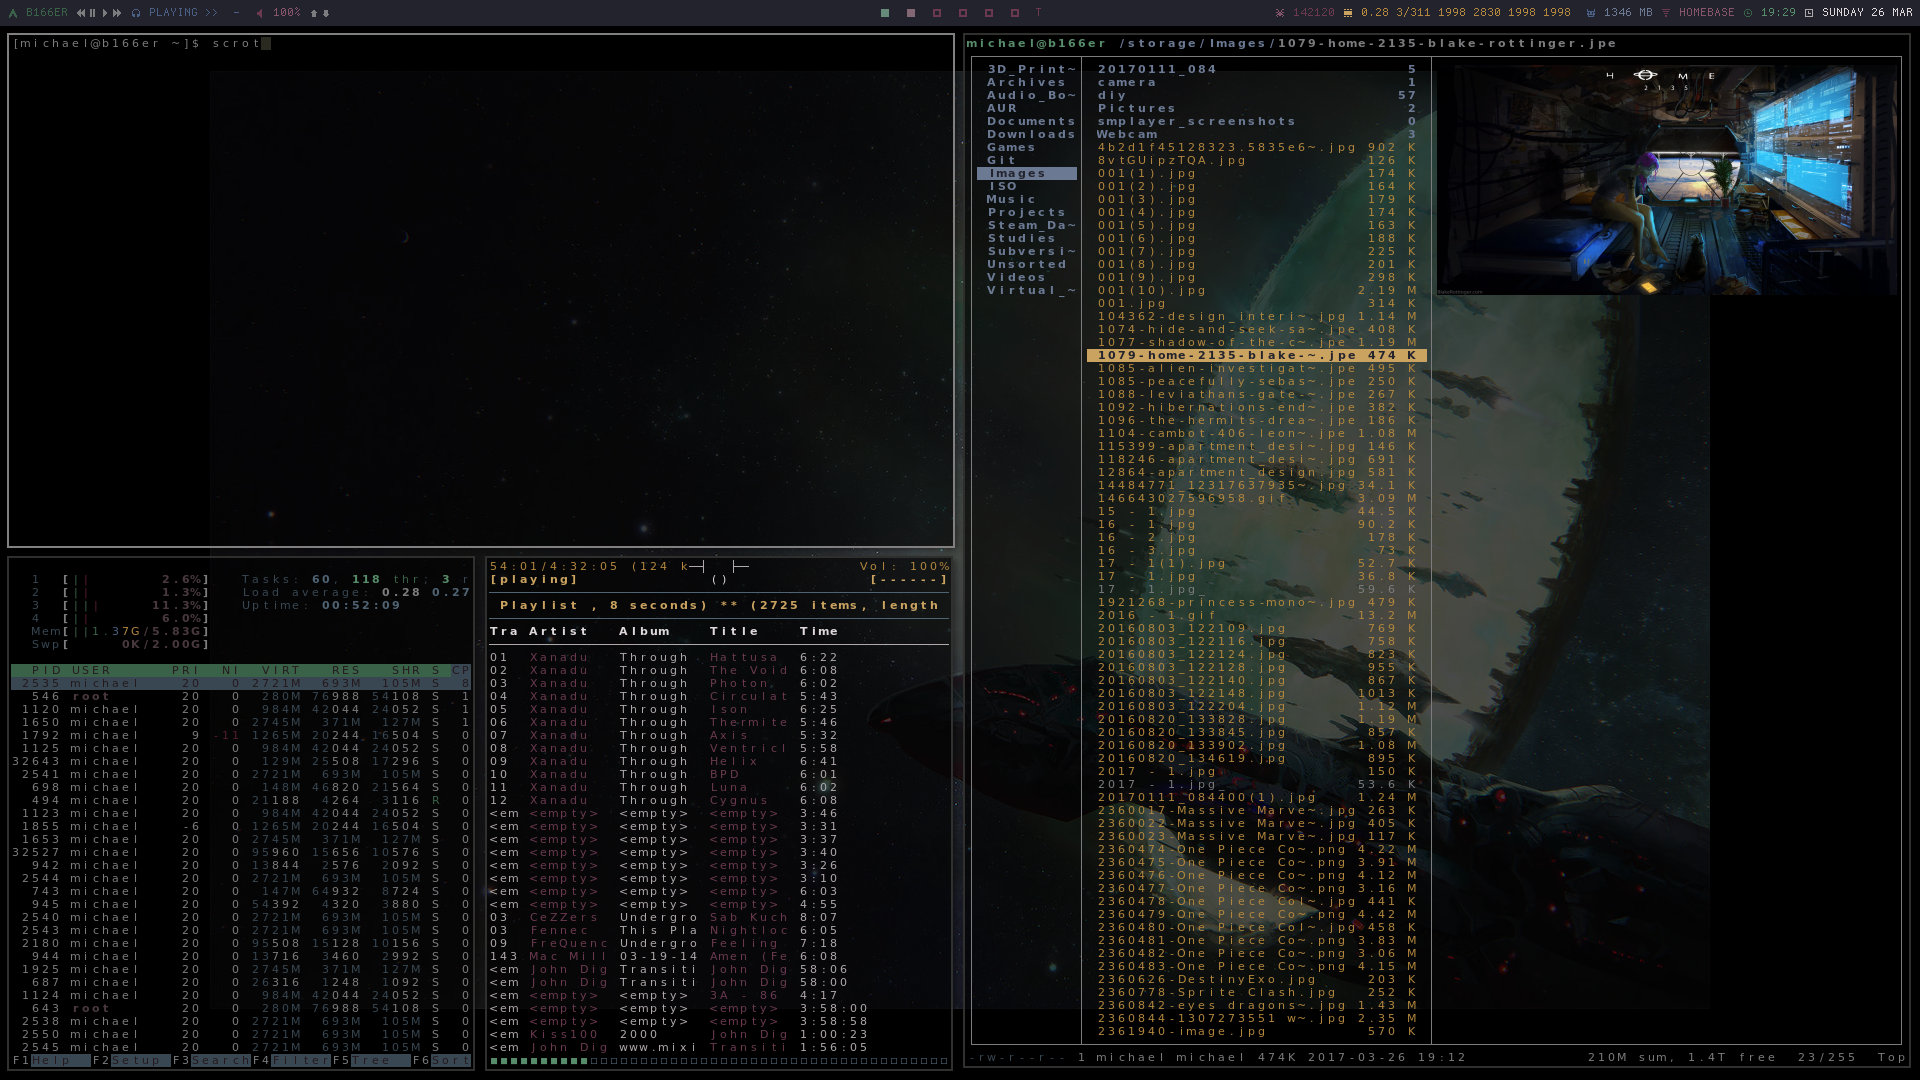 B166ER PLAYING >> ~ 100% T 142120 0.28 3/311 1998 2830 1998 1998 1346 MB HOMEBASE 19:29 SUNDAY 26 MAR
[michael@b166er ~]$ scrot
1 [|| 2.6%] Tasks: 60, 118 thr; 3 r
2 [|| 1.3%] Load average: 0.28 0.27
3 [||| 11.3%] Uptime: 00:52:09
4 [|| 6.0%]
Mem[||1.37G/5.83G]
Swp[ 0K/2.00G]
PID USER PRI NI VIRT RES SHR S CP
2535 michael 20 0 2721M 693M 105M S 8
546 root 20 0 280M 76988 54108 S 1
1120 michael 20 0 984M 42044 24052 S 1
1650 michael 20 0 2745M 371M 127M S 1
1792 michael 9 -11 1265M 20244 16504 S 0
1125 michael 20 0 984M 42044 24052 S 0
32643 michael 20 0 129M 25508 17296 S 0
2541 michael 20 0 2721M 693M 105M S 0
698 michael 20 0 148M 46820 21564 S 0
494 michael 20 0 21188 4264 3116 R 0
1123 michael 20 0 984M 42044 24052 S 0
1855 michael -6 0 1265M 20244 16504 S 0
1653 michael 20 0 2745M 371M 127M S 0
32527 michael 20 0 95960 15656 10576 S 0
942 michael 20 0 13844 2576 2092 S 0
2544 michael 20 0 2721M 693M 105M S 0
743 michael 20 0 147M 64932 8724 S 0
945 michael 20 0 54392 4320 3880 S 0
2540 michael 20 0 2721M 693M 105M S 0
2543 michael 20 0 2721M 693M 105M S 0
2180 michael 20 0 95508 15128 10156 S 0
944 michael 20 0 13716 3460 2992 S 0
1925 michael 20 0 2745M 371M 127M S 0
687 michael 20 0 26316 1248 1092 S 0
1124 michael 20 0 984M 42044 24052 S 0
643 root 20 0 280M 76988 54108 S 0
2538 michael 20 0 2721M 693M 105M S 0
2550 michael 20 0 2721M 693M 105M S 0
2545 michael 20 0 2721M 693M 105M S 0
F1Help F2Setup F3SearchF4FilterF5Tree F6Sort
54:01/4:32:05 (124 k Vol: 100%
[playing] () [------]
Playlist , 8 seconds) ** (2725 items, length
Tra Artist Album Title Time
01 Xanadu Through Hattusa 6:22
02 Xanadu Through The Void 6:08
03 Xanadu Through Photon, 6:02
04 Xanadu Through Circulat 5:43
05 Xanadu Through Ison 6:25
06 Xanadu Through Thermite 5:46
07 Xanadu Through Axis 5:32
08 Xanadu Through Ventricl 5:58
09 Xanadu Through Helix 6:41
10 Xanadu Through BPD 6:01
11 Xanadu Through Luna 6:02
12 Xanadu Through Cygnus 6:08
<em <empty> <empty> <empty> 3:46
<em <empty> <empty> <empty> 3:31
<em <empty> <empty> <empty> 3:37
<em <empty> <empty> <empty> 3:40
<em <empty> <empty> <empty> 3:26
<em <empty> <empty> <empty> 3:10
<em <empty> <empty> <empty> 6:03
<em <empty> <empty> <empty> 4:55
03 CeZZers Undergro Sab Kuch 8:07
03 Fennec This Pla Nightloc 6:05
09 FreQuenc Undergro Feeling 7:18
143 Mac Mill 03-19-14 Amen (Fe 6:08
<em John Dig Transiti John Dig 58:06
<em John Dig Transiti John Dig 58:00
<em <empty> <empty> 3A - 86 4:17
<em <empty> <empty> <empty> 3:58:00
<em <empty> <empty> <empty> 3:58:58
<em Kiss100 2000 John Dig 1:00:23
<em John Dig www.mixi Transiti 1:56:05
michael@b166er /storage/Images/1079-home-2135-blake-rottinger.jpe
3D_Print~
Archives
Audio_Bo~
AUR
Documents
Downloads
Games
Git
Images
ISO
Music
Projects
Steam_Da~
Studies
Subversi~
Unsorted
Videos
Virtual_~
20170111_084 5
camera 1
diy 57
Pictures 2
smplayer_screenshots 0
Webcam 3
4b2d1f45128323.5835e6~.jpg 902 K
8vtGUipzTQA.jpg 126 K
001(1).jpg 174 K
001(2).jpg 164 K
001(3).jpg 179 K
001(4).jpg 174 K
001(5).jpg 163 K
001(6).jpg 188 K
001(7).jpg 225 K
001(8).jpg 201 K
001(9).jpg 298 K
001(10).jpg 2.19 M
001.jpg 314 K
104362-design_interi~.jpg 1.14 M
1074-hide-and-seek-sa~.jpe 408 K
1077-shadow-of-the-c~.jpe 1.19 M
1079-home-2135-blake-~.jpe 474 K
1085-alien-investigat~.jpe 495 K
1085-peacefully-sebas~.jpe 250 K
1088-leviathans-gate-~.jpe 267 K
1092-hibernations-end~.jpe 382 K
1096-the-hermits-drea~.jpe 186 K
1104-cambot-406-leon~.jpe 1.08 M
115399-apartment_desi~.jpg 146 K
118246-apartment_desi~.jpg 691 K
12864-apartment_design.jpg 581 K
14484771_12317637935~.jpg 34.1 K
146643027596958.gif 3.09 M
15 - 1.jpg 44.5 K
16 - 1.jpg 90.2 K
16 - 2.jpg 178 K
16 - 3.jpg 73 K
17 - 1(1).jpg 52.7 K
17 - 1.jpg 36.8 K
17 - 1.jpg_ 59.6 K
1921268-princess-mono~.jpg 479 K
2016 - 1.gif 13.2 M
20160803_122109.jpg 769 K
20160803_122116.jpg 758 K
20160803_122124.jpg 823 K
20160803_122128.jpg 955 K
20160803_122140.jpg 867 K
20160803_122148.jpg 1013 K
20160803_122204.jpg 1.12 M
20160820_133828.jpg 1.19 M
20160820_133845.jpg 857 K
20160820_133902.jpg 1.08 M
20160820_134619.jpg 895 K
2017 - 1.jpg 150 K
2017 - 1.jpg_ 53.6 K
20170111_084400(1).jpg 1.24 M
2360017-Massive Marve~.jpg 263 K
2360022-Massive Marve~.jpg 405 K
2360023-Massive Marve~.jpg 117 K
2360474-One Piece Co~.png 4.22 M
2360475-One Piece Co~.png 3.91 M
2360476-One Piece Co~.png 4.12 M
2360477-One Piece Co~.png 3.16 M
2360478-One Piece Col~.jpg 441 K
2360479-One Piece Co~.png 4.42 M
2360480-One Piece Col~.jpg 458 K
2360481-One Piece Co~.png 3.83 M
2360482-One Piece Co~.png 3.06 M
2360483-One Piece Co~.png 4.15 M
2360626-DestinyExo.jpg 203 K
2360778-Sprite Clash.jpg 252 K
2360842-eyes dragons~.jpg 1.43 M
2360844-1307273551 w~.jpg 2.35 M
2361940-image.jpg 570 K
H O M E
2 1 3 5
-rw-r--r-- 1 michael michael 474K 2017-03-26 19:12 210M sum, 1.4T free 23/255 Top